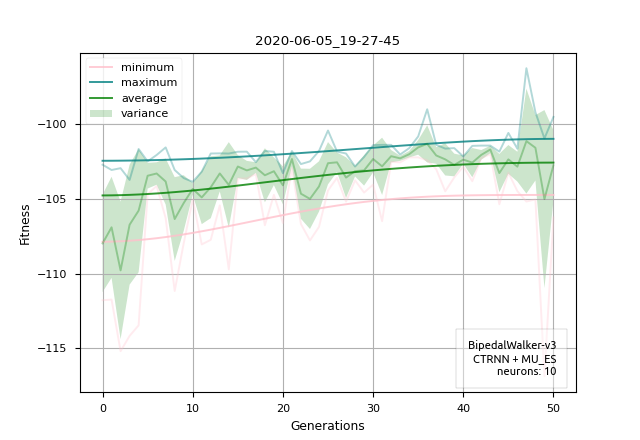 2020-06-05_19-27-45
minimum
maximum
average
variance
Fitness
−100
−105
−110
−115
BipedalWalker-v3
CTRNN + MU_ES
neurons: 10
0 10 20 30 40 50
Generations